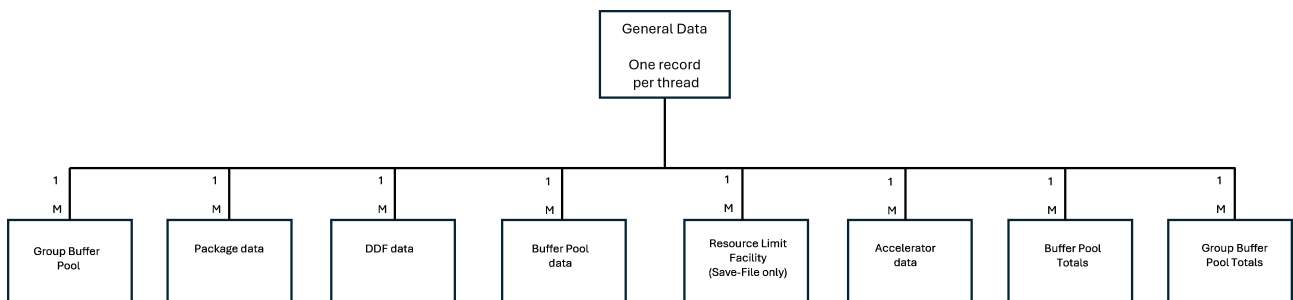 General Data
One record
per thread
1 1 1 1 1 1 1 1
M M M M M M M M
Group Buffer
Pool
Package data
DDF data
Buffer Pool
data
Resource Limit
Facility
(Save-File only)
Accelerator
data
Buffer Pool
Totals
Group Buffer
Pool Totals